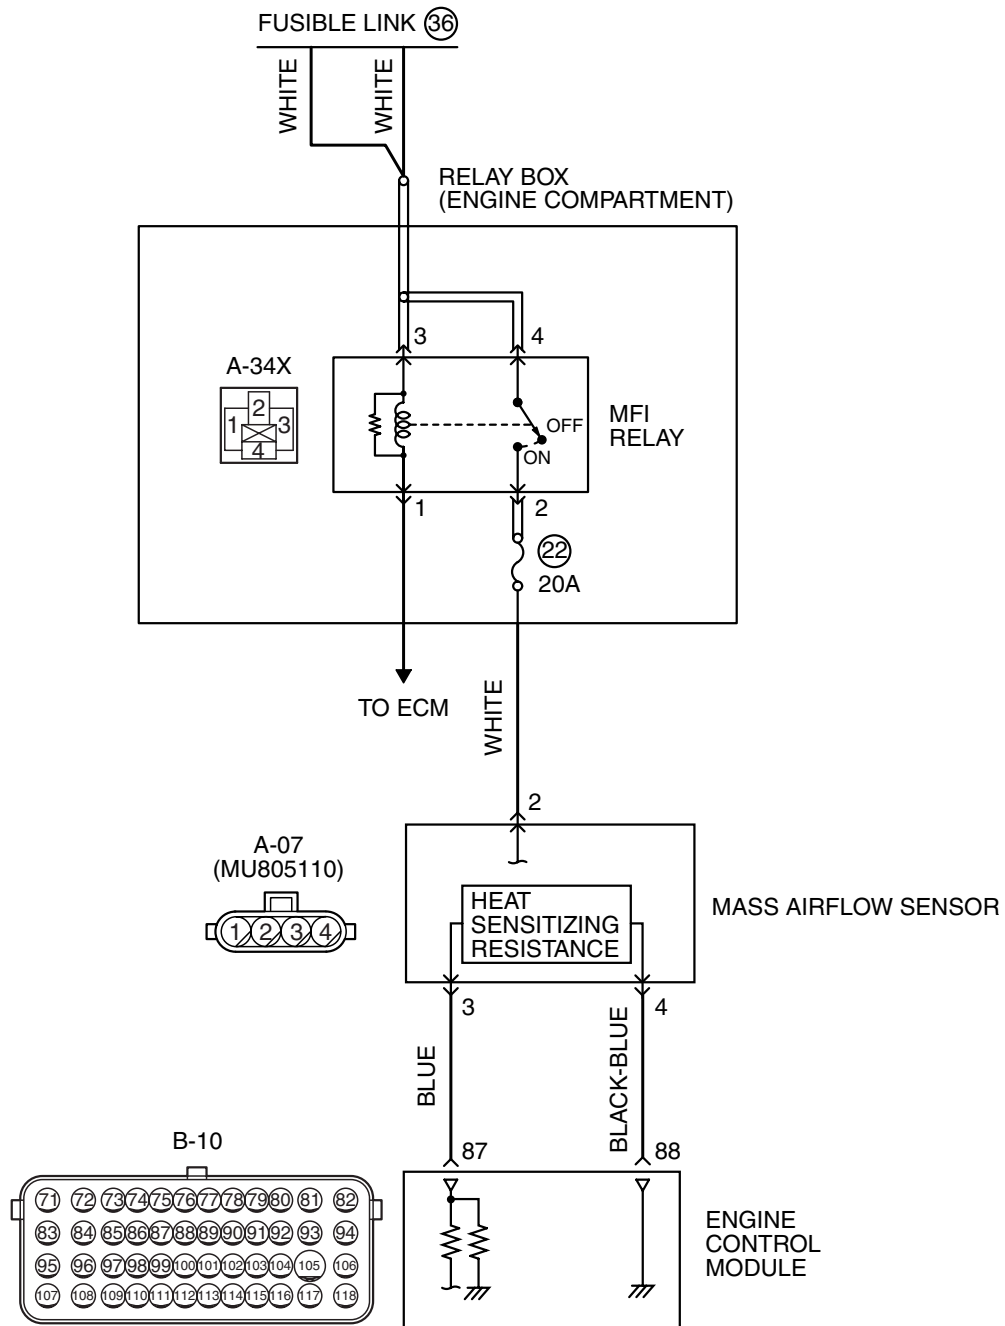 FUSIBLE LINK 36
WHITE
WHITE
RELAY BOX
(ENGINE COMPARTMENT)
3
4
A-34X
2
1
3
4
MFI
RELAY
OFF
ON
1
2
22
20A
TO ECM
WHITE
2
A-07
(MU805110)
1 2 3 4
HEAT
SENSITIZING
RESISTANCE
MASS AIRFLOW SENSOR
3
4
BLUE
BLACK-BLUE
B-10
87
88
71 72 73 74 75 76 77 78 79 80 81 82
83 84 85 86 87 88 89 90 91 92 93 94
95 96 97 98 99 100 101 102 103 104 105 106
107 108 109 110 111 112 113 114 115 116 117 118
ENGINE
CONTROL
MODULE